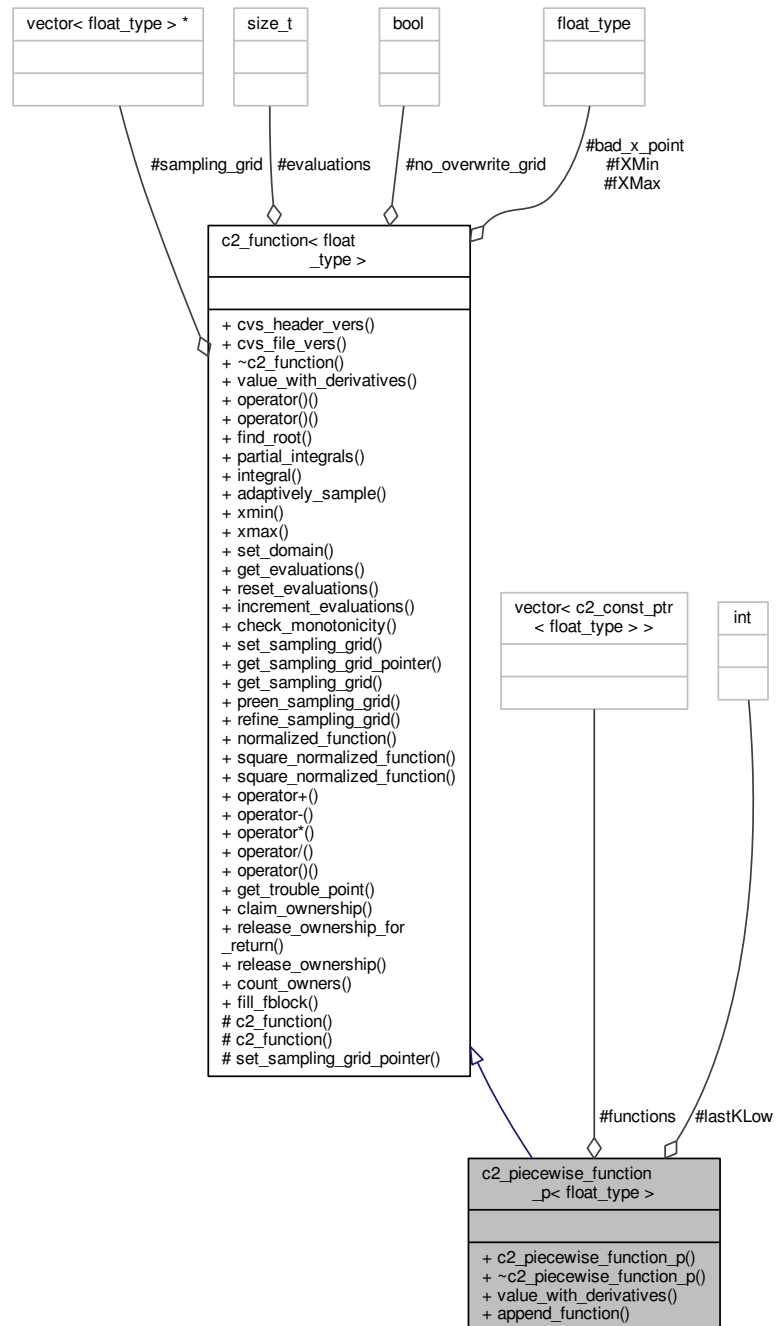 vector< float_type > *
size_t
bool
float_type
#sampling_grid
#evaluations
#no_overwrite_grid
#bad_x_point
#fXMin
#fXMax
c2_function< float
_type >
+ cvs_header_vers()
+ cvs_file_vers()
+ ~c2_function()
+ value_with_derivatives()
+ operator()()
+ operator()()
+ find_root()
+ partial_integrals()
+ integral()
+ adaptively_sample()
+ xmin()
+ xmax()
+ set_domain()
+ get_evaluations()
+ reset_evaluations()
+ increment_evaluations()
+ check_monotonicity()
+ set_sampling_grid()
+ get_sampling_grid_pointer()
+ get_sampling_grid()
+ preen_sampling_grid()
+ refine_sampling_grid()
+ normalized_function()
+ square_normalized_function()
+ square_normalized_function()
+ operator+()
+ operator-()
+ operator*()
+ operator/()
+ operator()()
+ get_trouble_point()
+ claim_ownership()
+ release_ownership_for
_return()
+ release_ownership()
+ count_owners()
+ fill_fblock()
# c2_function()
# c2_function()
# set_sampling_grid_pointer()
vector< c2_const_ptr
< float_type > >
int
#functions
#lastKLow
c2_piecewise_function
_p< float_type >
+ c2_piecewise_function_p()
+ ~c2_piecewise_function_p()
+ value_with_derivatives()
+ append_function()